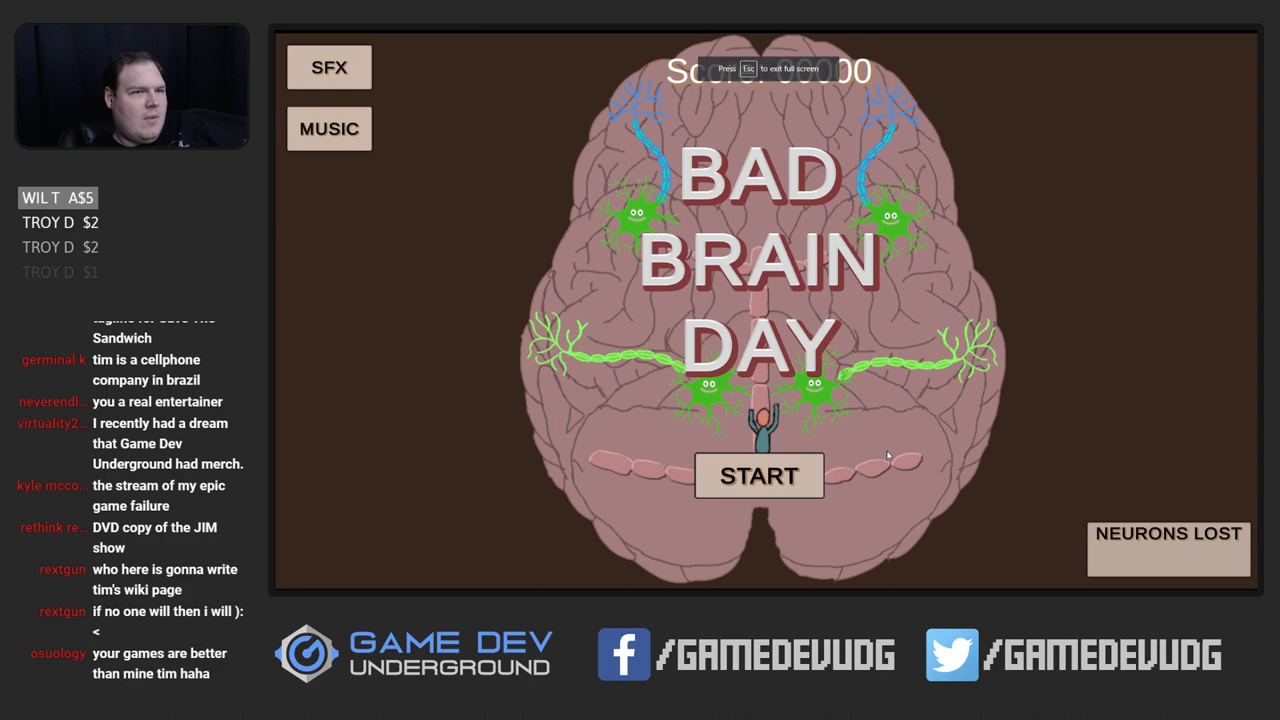 SFX
MUSIC
Press Esc to exit full screen
BAD
BRAIN
DAY
START
NEURONS LOST
WIL T A$5
TROY D $2
TROY D $2
TROY D $1
Sandwich
germinal k tim is a cellphone
company in brazil
neverendl... you a real entertainer
virtuality2... I recently had a dream
that Game Dev
Underground had merch.
kyle mcco... the stream of my epic
game failure
rethink re... DVD copy of the JIM
show
rextgun who here is gonna write
tim's wiki page
rextgun if no one will then i will ):
<
osuology your games are better
than mine tim haha
GAME DEV
UNDERGROUND
f /GAMEDEVUDG
/GAMEDEVUDG